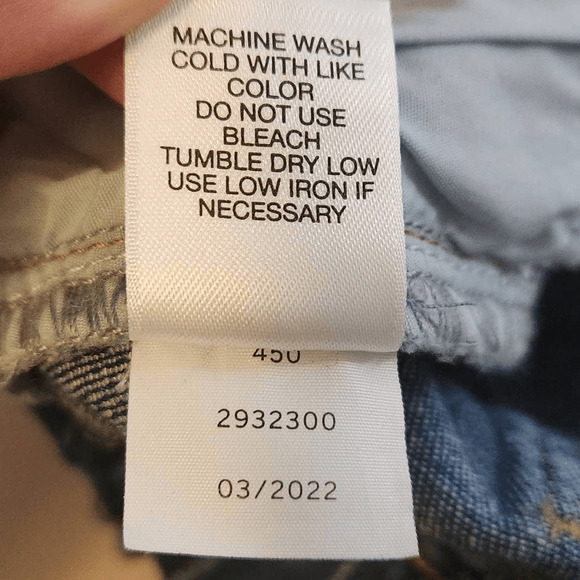 MACHINE WASH
COLD WITH LIKE
COLOR
DO NOT USE
BLEACH
TUMBLE DRY LOW
USE LOW IRON IF
NECESSARY
450
2932300
03/2022